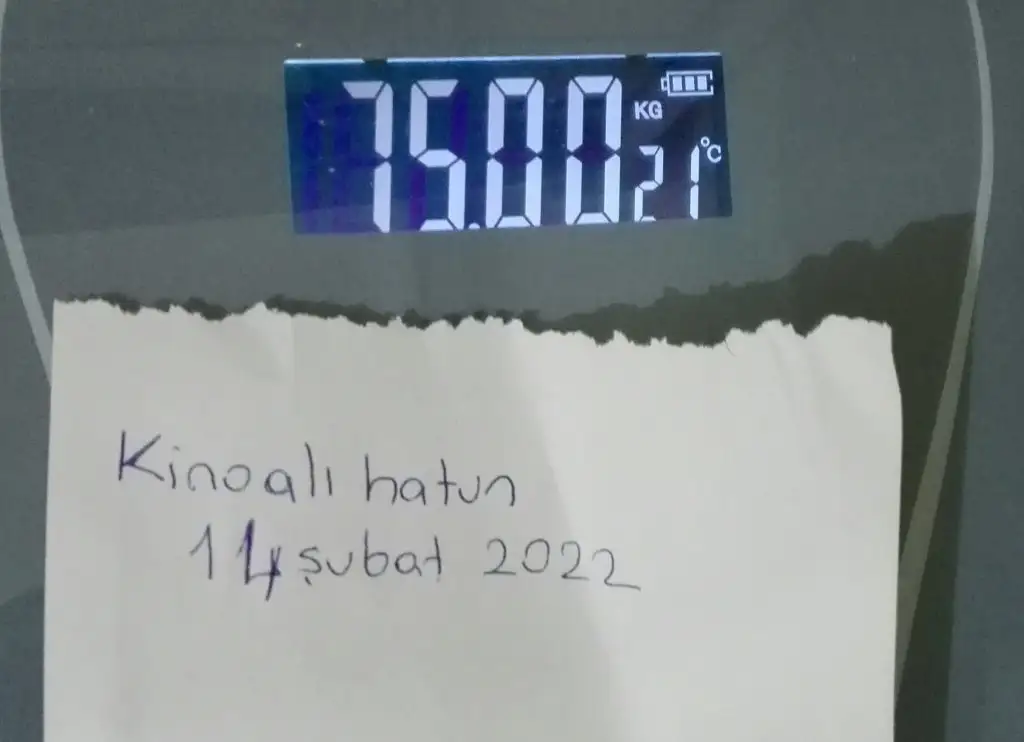 75.00 KG
21 °C
Kinoalı hatun
14 şubat 2022